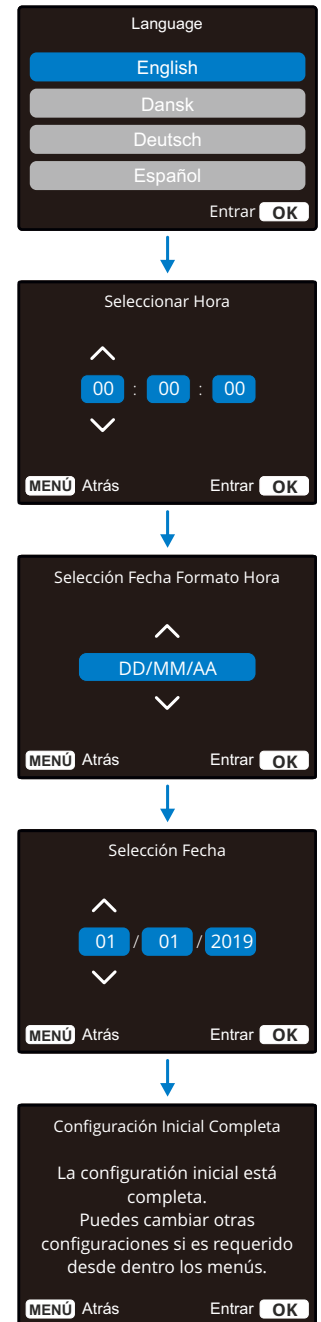 Language
English
Dansk
Deutsch
Español
Entrar OK
Seleccionar Hora
00 : 00 : 00
MENÚ Atrás Entrar OK
Selección Fecha Formato Hora
DD/MM/AA
MENÚ Atrás Entrar OK
Selección Fecha
01 / 01 / 2019
MENÚ Atrás Entrar OK
Configuración Inicial Completa
La configuratión inicial está
completa.
Puedes cambiar otras
configuraciones si es requerido
desde dentro los menús.
MENÚ Atrás Entrar OK